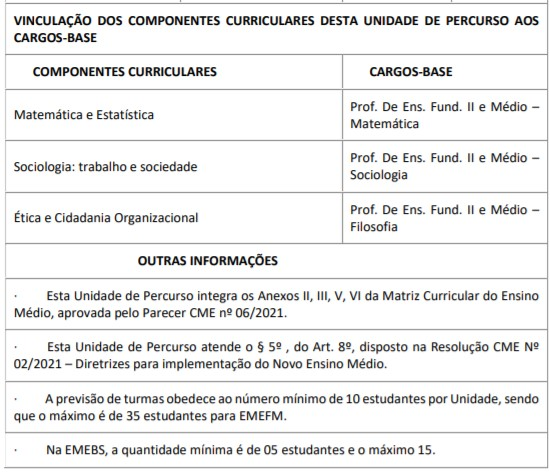 VINCULAÇÃO DOS COMPONENTES CURRICULARES DESTA UNIDADE DE PERCURSO AOS
CARGOS-BASE
COMPONENTES CURRICULARES
CARGOS-BASE
Matemática e Estatística
Prof. De Ens. Fund. II e Médio –
Matemática
Sociologia: trabalho e sociedade
Prof. De Ens. Fund. II e Médio –
Sociologia
Ética e Cidadania Organizacional
Prof. De Ens. Fund. II e Médio –
Filosofia
OUTRAS INFORMAÇÕES
· Esta Unidade de Percurso integra os Anexos II, III, V, VI da Matriz Curricular do Ensino
Médio, aprovada pelo Parecer CME nº 06/2021.
· Esta Unidade de Percurso atende o § 5º , do Art. 8º, disposto na Resolução CME Nº
02/2021 – Diretrizes para implementação do Novo Ensino Médio.
· A previsão de turmas obedece ao número mínimo de 10 estudantes por Unidade, sendo
que o máximo é de 35 estudantes para EMEFM.
· Na EMEBS, a quantidade mínima é de 05 estudantes e o máximo 15.